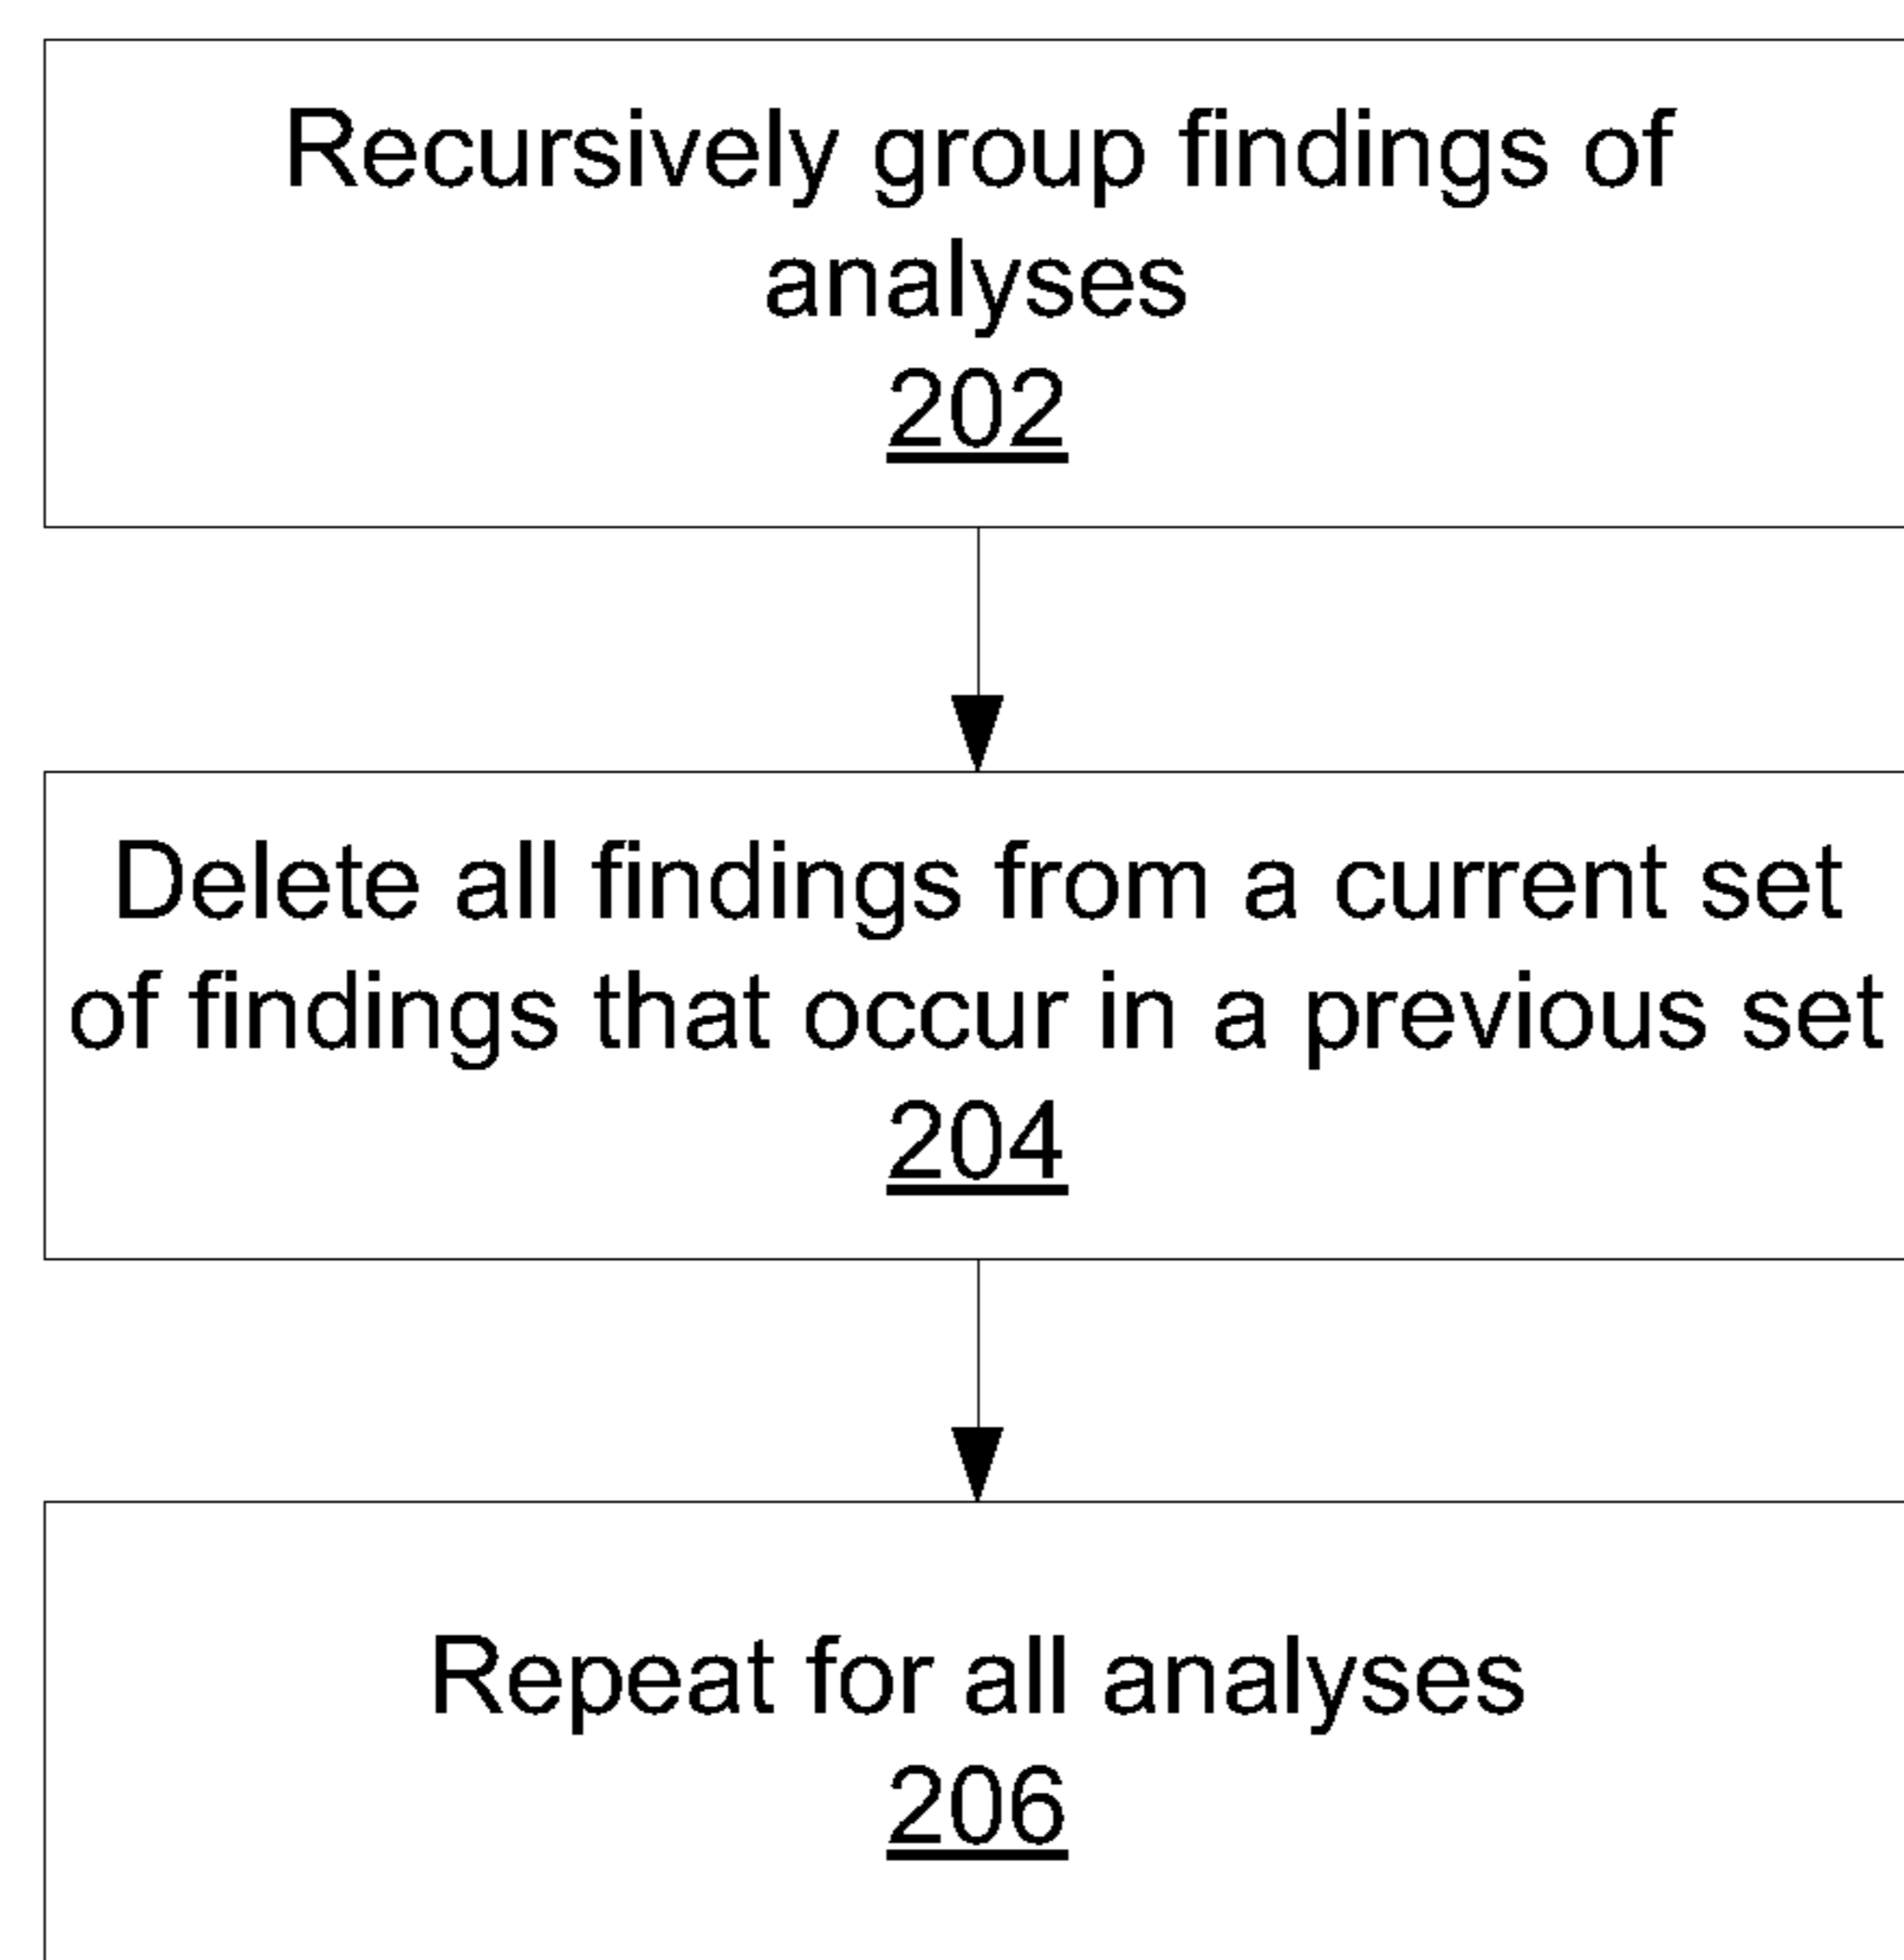 Recursively group findings of
analyses
202
Delete all findings from a current set
of findings that occur in a previous set
204
Repeat for all analyses
206